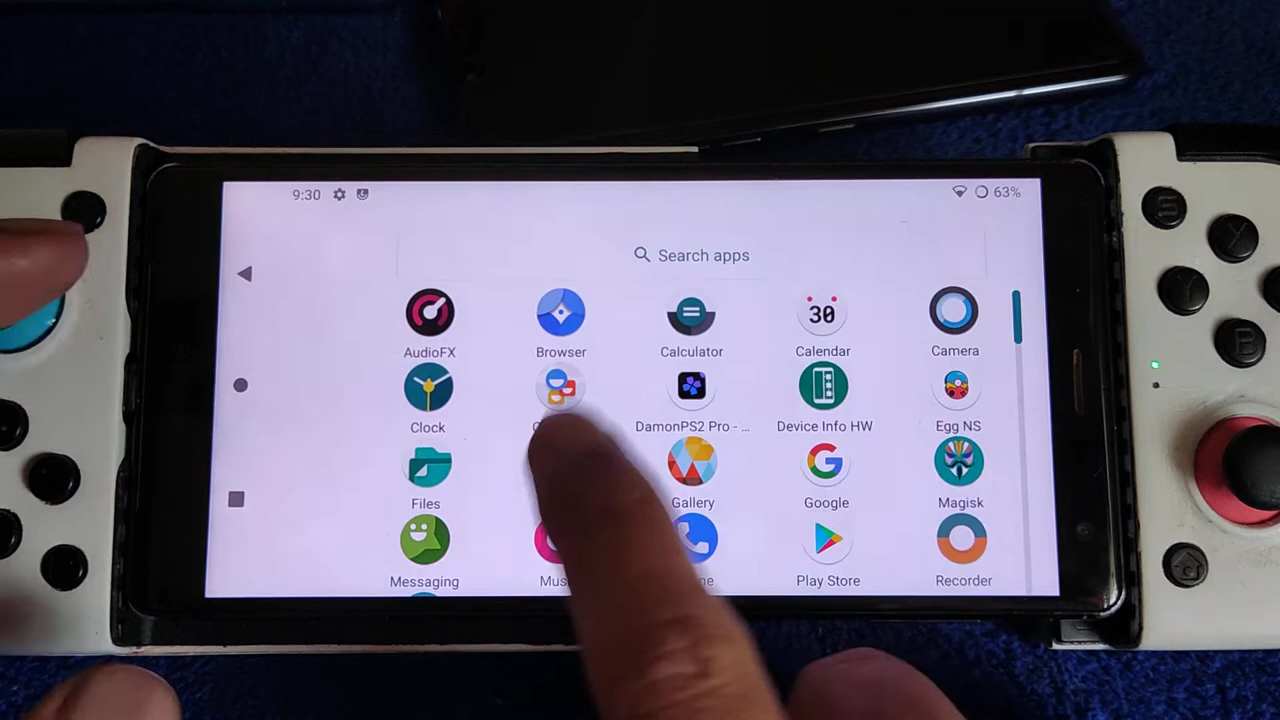 9:30 63%
Search apps
AudioFX Browser Calculator Calendar Camera
30
Clock DamonPS2 Pro - ... Device Info HW Egg NS
Files Gallery Google Magisk
Messaging Play Store Recorder
S
X
Y
P